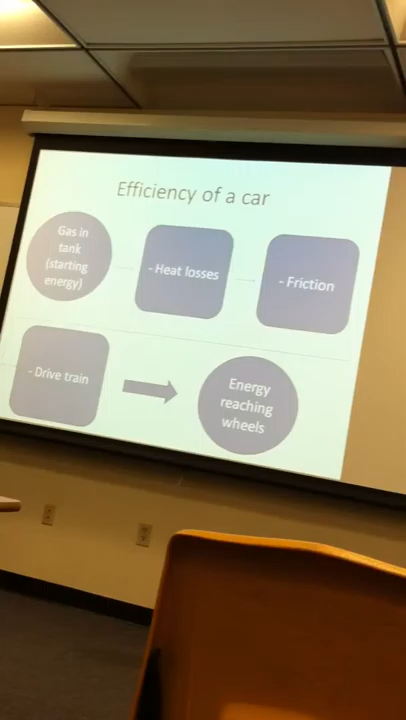 Efficiency of a car
Gas in
tank
(starting
energy)
- Heat losses
- Friction
- Drive train
Energy
reaching
wheels